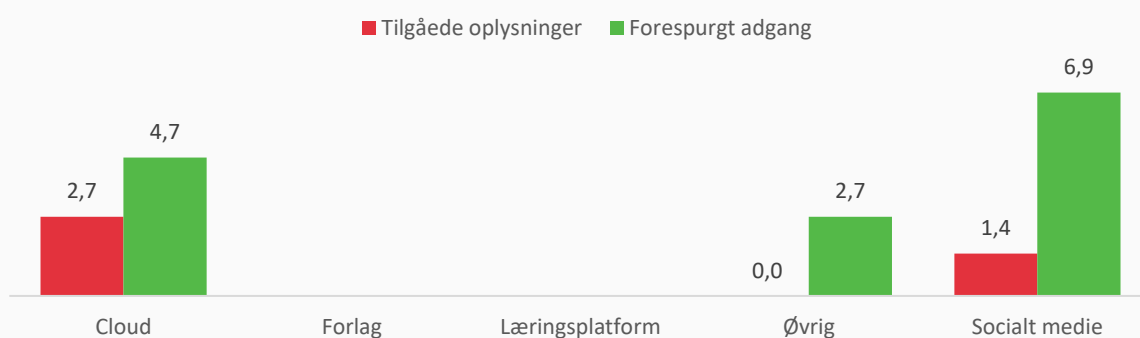 Tilgåede oplysninger Forespurgt adgang
6,9
4,7
2,7 2,7
1,4
0,0
Cloud Forlag Læringsplatform Øvrig Socialt medie